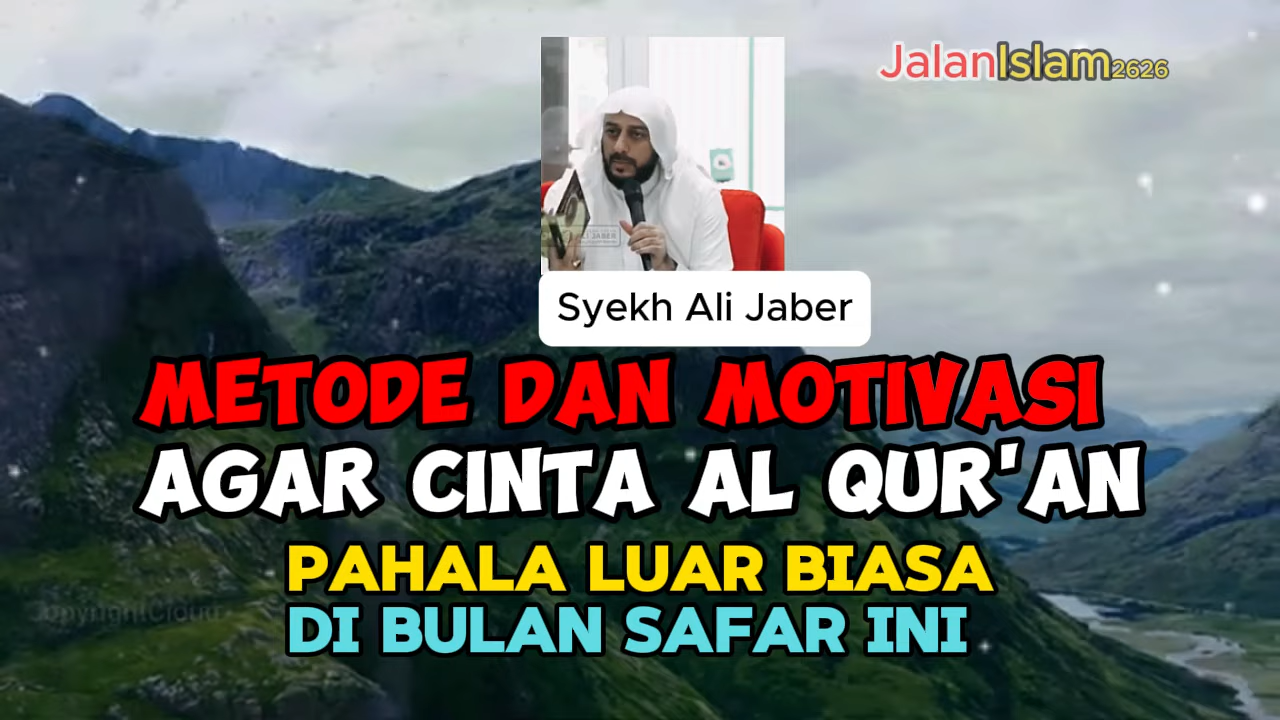 JalanIslam2626
Syekh Ali Jaber
METODE DAN MOTIVASI
AGAR CINTA AL QUR'AN
PAHALA LUAR BIASA
DI BULAN SAFAR INI